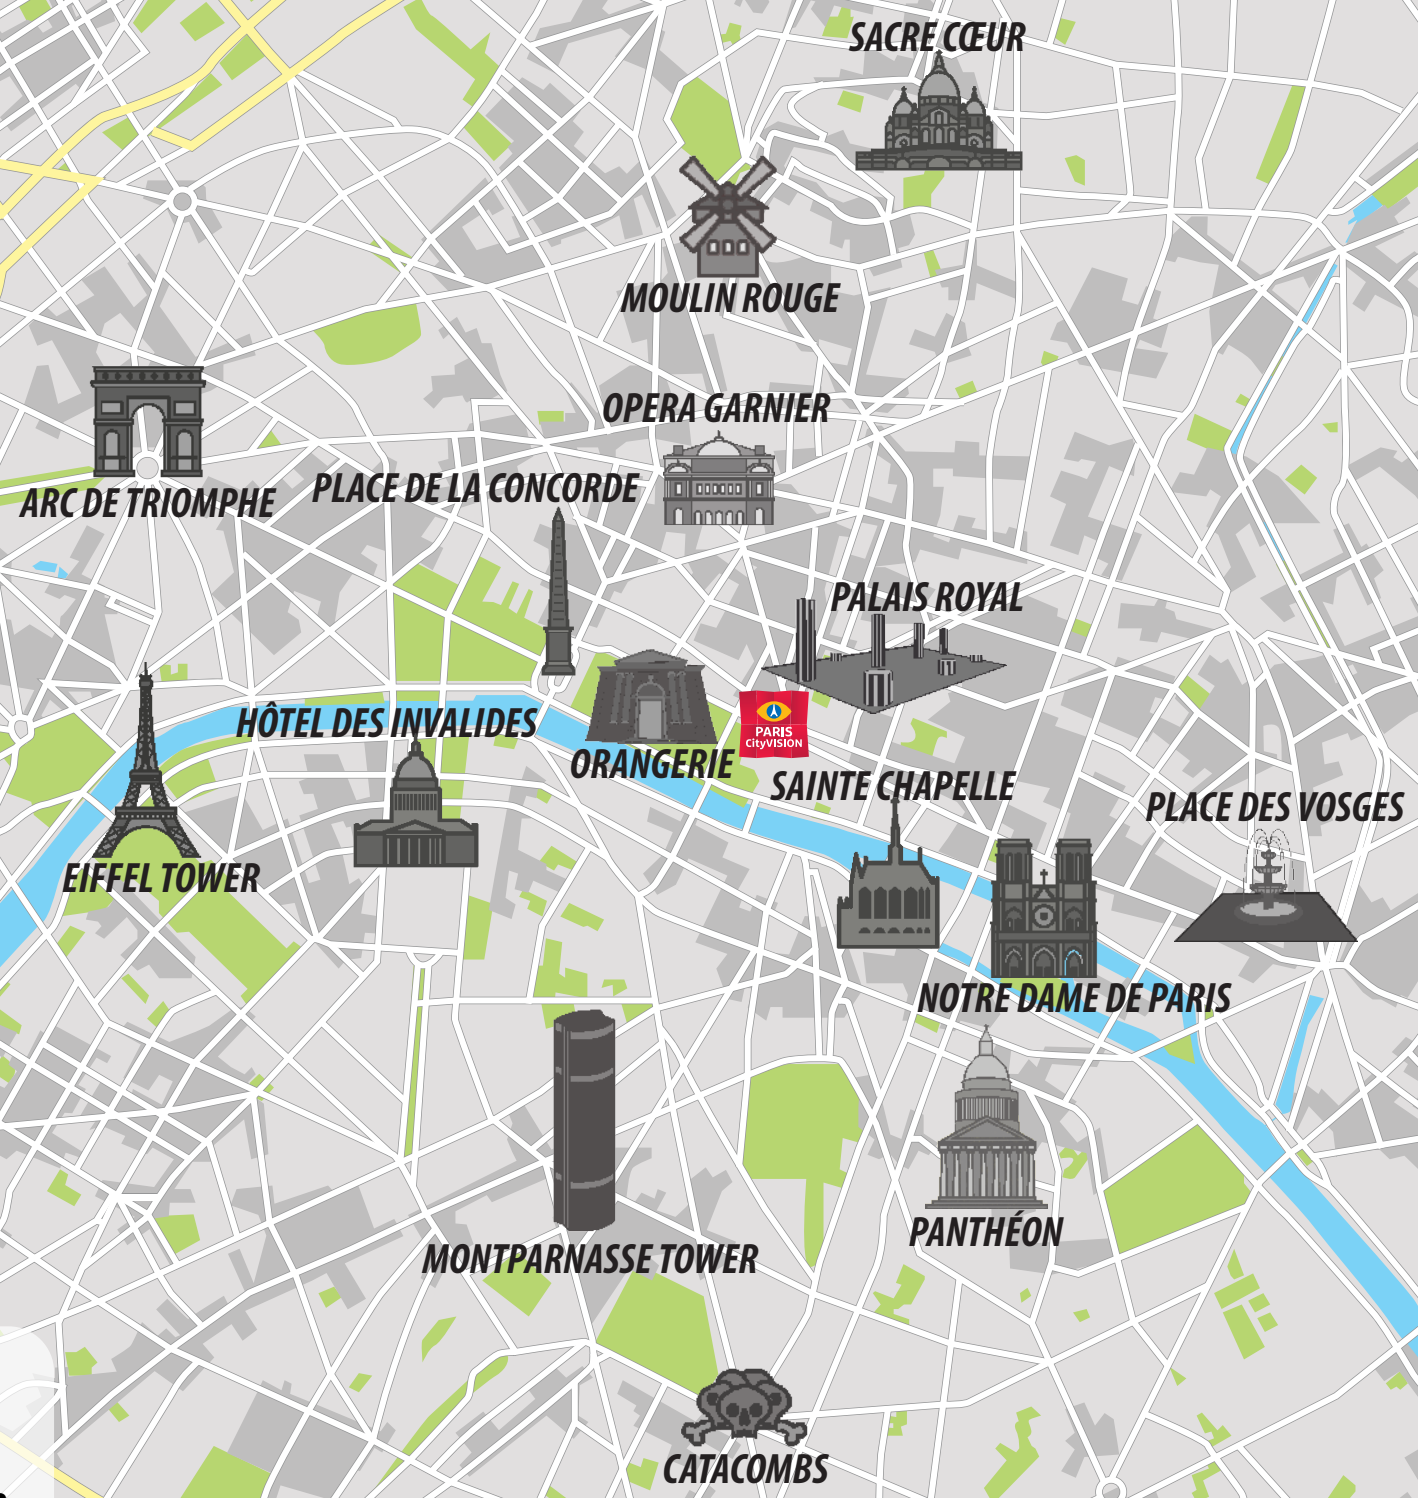 SACRE CŒUR
MOULIN ROUGE
OPERA GARNIER
PLACE DE LA CONCORDE
ARC DE TRIOMPHE
PALAIS ROYAL
HÔTEL DES INVALIDES
PARIS
CityVISION
ORANGERIE
SAINTE CHAPELLE
PLACE DES VOSGES
EIFFEL TOWER
NOTRE DAME DE PARIS
PANTHÉON
MONTPARNASSE TOWER
CATACOMBS